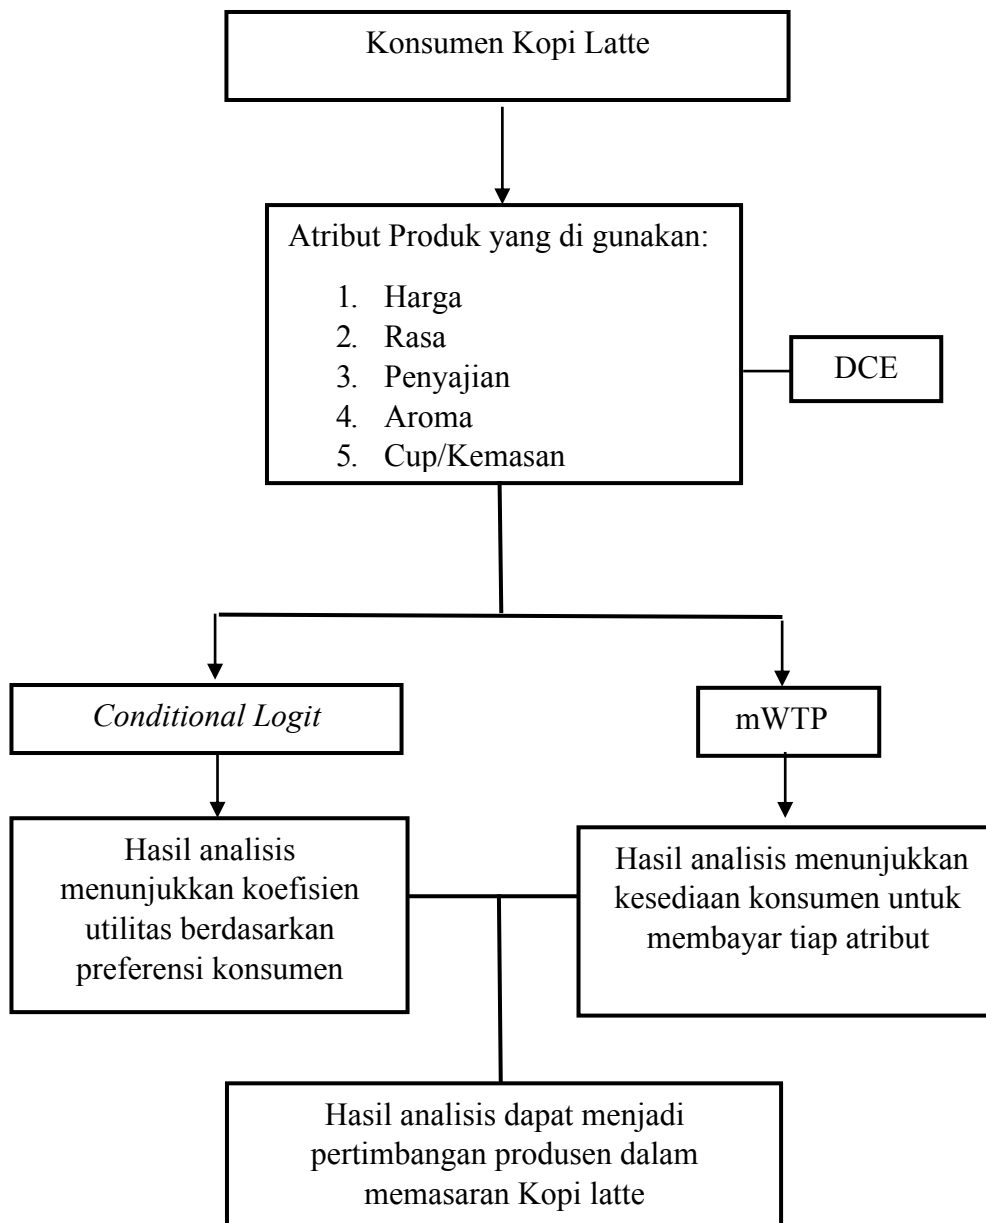 Konsumen Kopi Latte
Atribut Produk yang di gunakan:
1. Harga
2. Rasa
3. Penyajian
4. Aroma
5. Cup/Kemasan
DCE
Conditional Logit
mWTP
Hasil analisis
menunjukkan koefisien
utilitas berdasarkan
preferensi konsumen
Hasil analisis menunjukkan
kesediaan konsumen untuk
membayar tiap atribut
Hasil analisis dapat menjadi
pertimbangan produsen dalam
memasaran Kopi latte